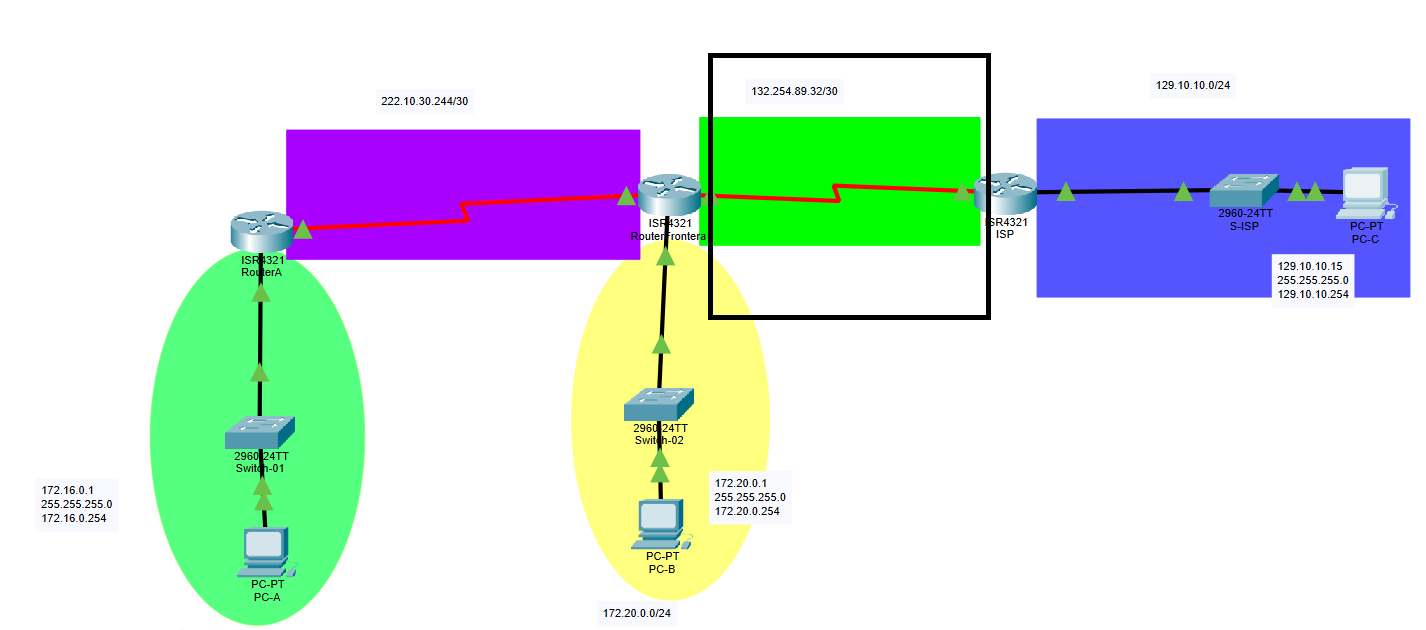 222.10.30.244/30
132.254.89.32/30
129.10.10.0/24
ISR4321
RouterA
ISR4321
RouterFrontera
ISR4321
ISP
2960-24TT
S-ISP
PC-PT
PC-C
129.10.10.15
255.255.255.0
129.10.10.254
2960-24TT
Switch-01
2960-24TT
Switch-02
172.16.0.1
255.255.255.0
172.16.0.254
172.20.0.1
255.255.255.0
172.20.0.254
PC-PT
PC-A
PC-PT
PC-B
172.20.0.0/24